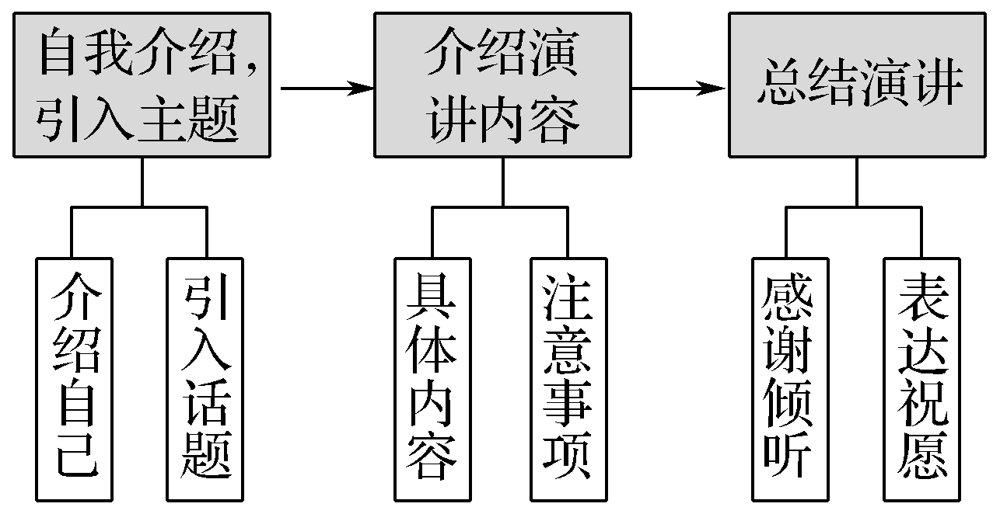 自我介绍，
引入主题
介绍演
讲内容
总结演讲
介绍自己
引入话题
具体内容
注意事项
感谢倾听
表达祝愿